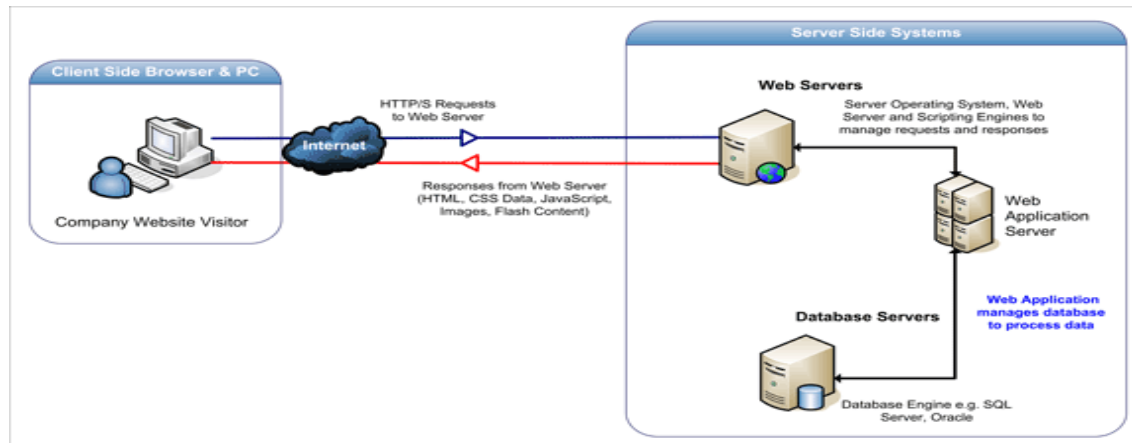 Server Side Systems
Client Side Browser & PC
HTTP/S Requests
to Web Server
Internet
Responses from Web Server
(HTML, CSS Data, JavaScript,
Images, Flash Content)
Company Website Visitor
Web Servers
Server Operating System, Web
Server and Scripting Engines to
manage requests and responses
Web
Application
Server
Web Application
manages database
to process data
Database Servers
Database Engine e.g. SQL
Server, Oracle